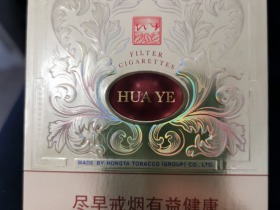 FILTER
CIGARETTES
HUA YE
MADE BY HONGTA TOBACCO (GROUP) CO., LTD.
尽早戒烟有益健康